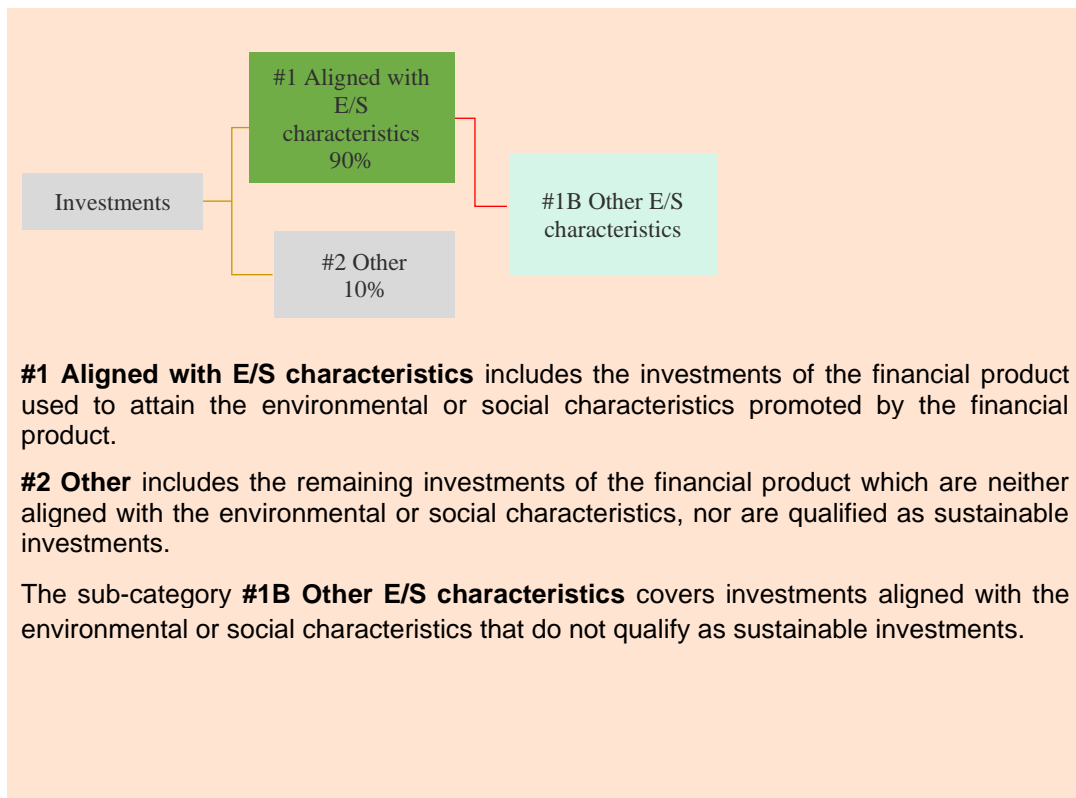 #1 Aligned with
E/S
characteristics
90%
Investments
#1B Other E/S
characteristics
#2 Other
10%
#1 Aligned with E/S characteristics includes the investments of the financial product
used to attain the environmental or social characteristics promoted by the financial
product.
#2 Other includes the remaining investments of the financial product which are neither
aligned with the environmental or social characteristics, nor are qualified as sustainable
investments.
The sub-category #1B Other E/S characteristics covers investments aligned with the
environmental or social characteristics that do not qualify as sustainable investments.